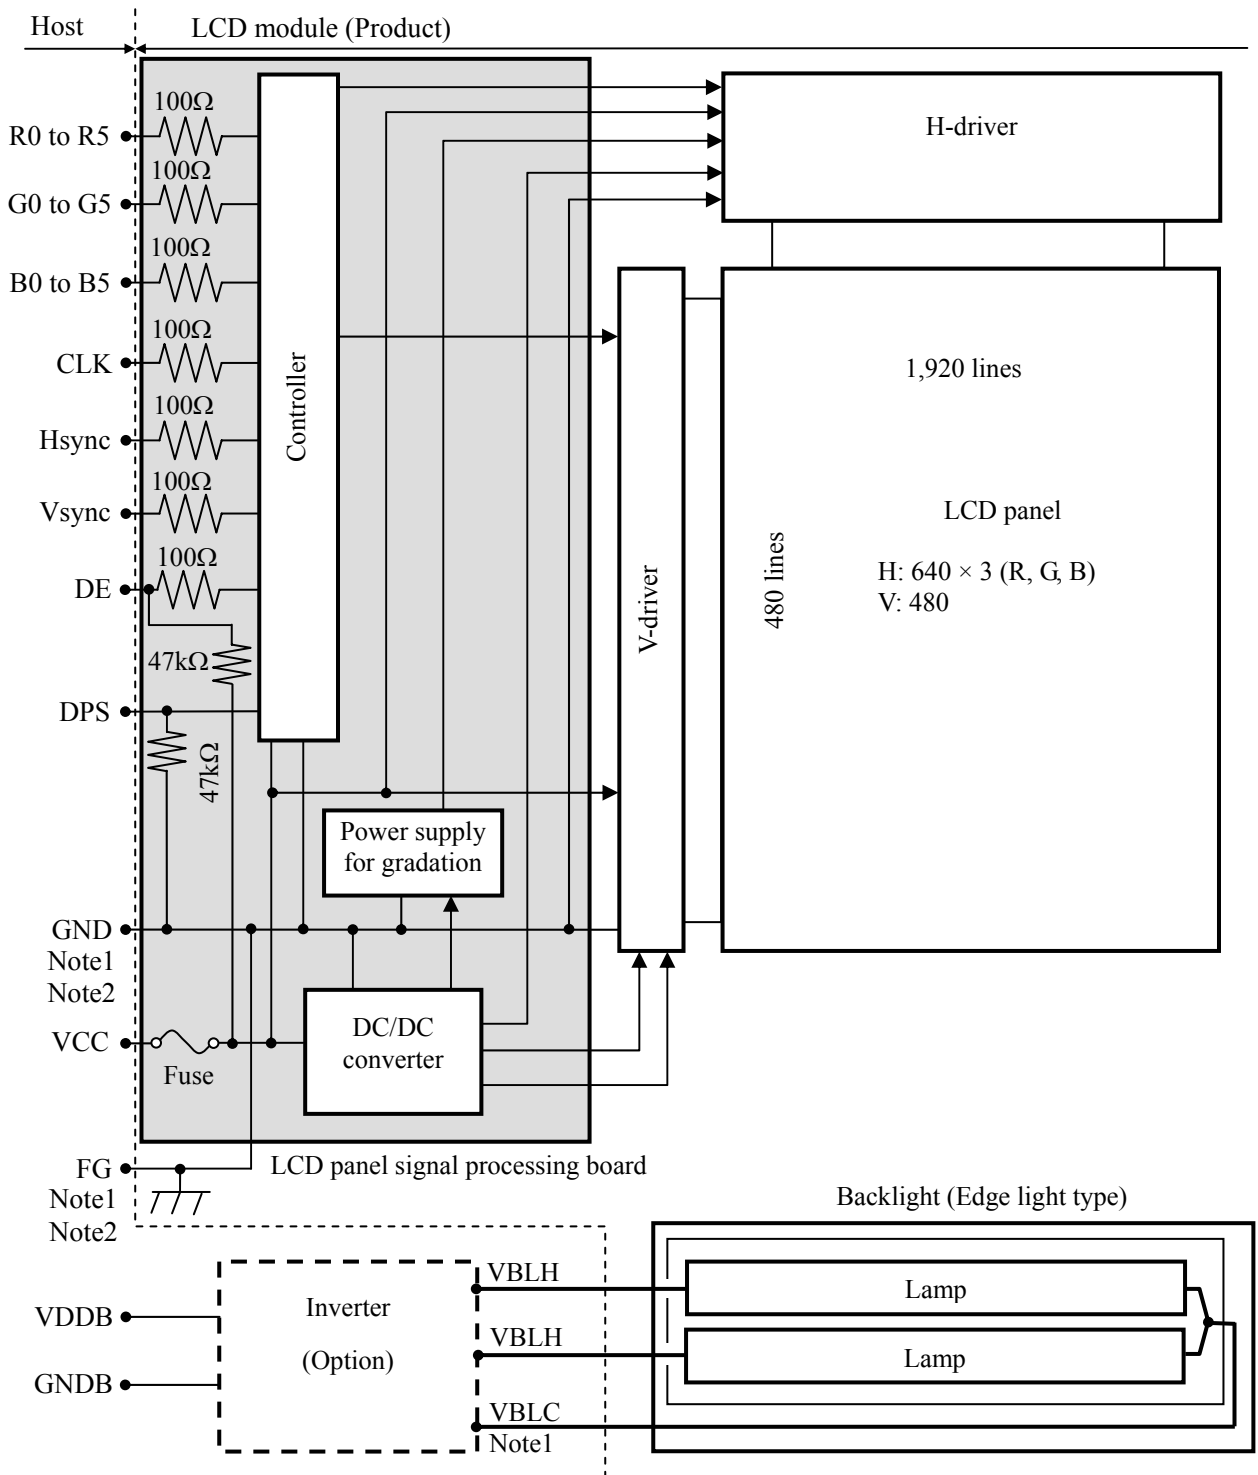 Host
LCD module (Product)
100Ω
R0 to R5
H-driver
100Ω
G0 to G5
100Ω
B0 to B5
100Ω
CLK
Controller
1,920 lines
100Ω
Hsync
100Ω
Vsync
LCD panel
100Ω
DE
V-driver
480 lines
H: 640 × 3 (R, G, B)
V: 480
47kΩ
DPS
47kΩ
Power supply
for gradation
GND
Note1
Note2
VCC
Fuse
DC/DC
converter
FG
Note1
Note2
LCD panel signal processing board
Backlight (Edge light type)
VBLH
Lamp
Inverter
(Option)
VDDB
VBLH
Lamp
GNDB
VBLC
Note1